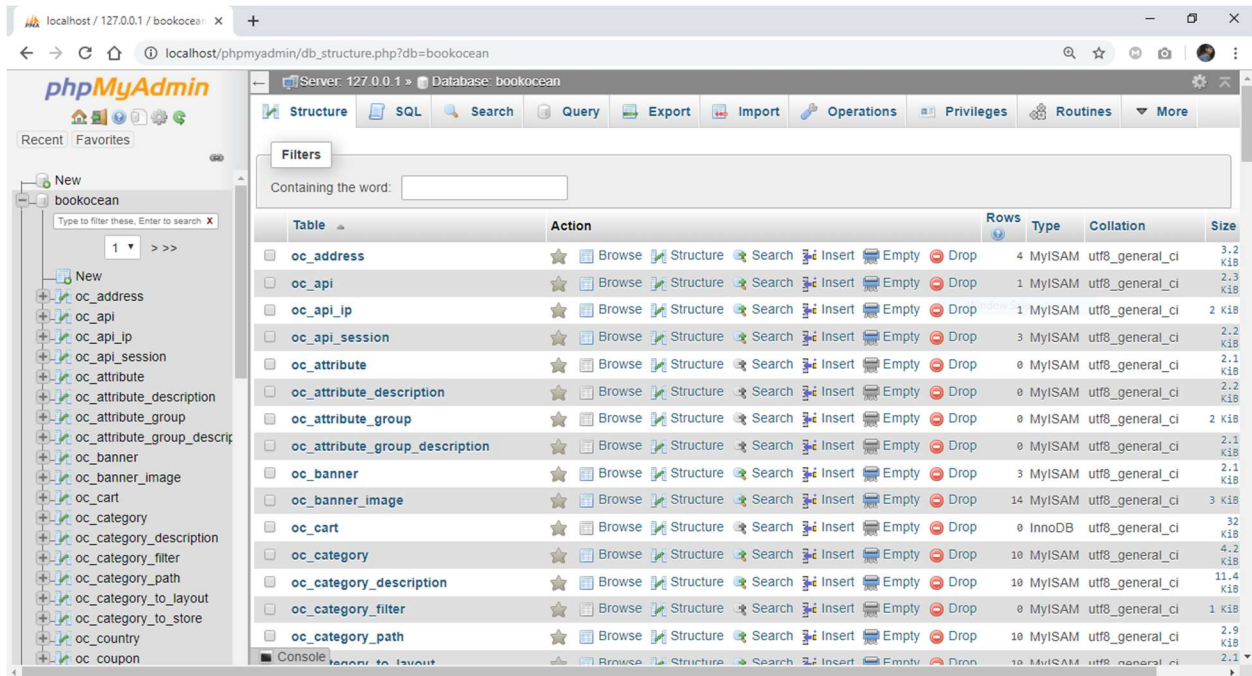 localhost / 127.0.0.1 / bookocean
localhost/phpmyadmin/db_structure.php?db=bookocean
phpMyAdmin
Recent Favorites
New
bookocean
Type to filter these, Enter to search X
1 > >>
New
oc_address
oc_api
oc_api_ip
oc_api_session
oc_attribute
oc_attribute_description
oc_attribute_group
oc_attribute_group_descrip
oc_banner
oc_banner_image
oc_cart
oc_category
oc_category_description
oc_category_filter
oc_category_path
oc_category_to_layout
oc_category_to_store
oc_country
oc_coupon
Server: 127.0.0.1 » Database: bookocean
Structure SQL Search Query Export Import Operations Privileges Routines More
Filters
Containing the word:
Table Action Rows Type Collation Size
oc_address Browse Structure Search Insert Empty Drop 4 MyISAM utf8_general_ci 3.2 KiB
oc_api Browse Structure Search Insert Empty Drop 1 MyISAM utf8_general_ci 2.3 KiB
oc_api_ip Browse Structure Search Insert Empty Drop 1 MyISAM utf8_general_ci 2 KiB
oc_api_session Browse Structure Search Insert Empty Drop 3 MyISAM utf8_general_ci 2.2 KiB
oc_attribute Browse Structure Search Insert Empty Drop 0 MyISAM utf8_general_ci 2.1 KiB
oc_attribute_description Browse Structure Search Insert Empty Drop 0 MyISAM utf8_general_ci 2.2 KiB
oc_attribute_group Browse Structure Search Insert Empty Drop 0 MyISAM utf8_general_ci 2 KiB
oc_attribute_group_description Browse Structure Search Insert Empty Drop 0 MyISAM utf8_general_ci 2.1 KiB
oc_banner Browse Structure Search Insert Empty Drop 3 MyISAM utf8_general_ci 2.1 KiB
oc_banner_image Browse Structure Search Insert Empty Drop 14 MyISAM utf8_general_ci 3 KiB
oc_cart Browse Structure Search Insert Empty Drop 0 InnoDB utf8_general_ci 32 KiB
oc_category Browse Structure Search Insert Empty Drop 10 MyISAM utf8_general_ci 4.2 KiB
oc_category_description Browse Structure Search Insert Empty Drop 10 MyISAM utf8_general_ci 11.4 KiB
oc_category_filter Browse Structure Search Insert Empty Drop 0 MyISAM utf8_general_ci 1 KiB
oc_category_path Browse Structure Search Insert Empty Drop 10 MyISAM utf8_general_ci 2.9 KiB
Console tegory_to_layout Browse Structure Search Insert Empty Drop 10 MyISAM utf8_general_ci 2.1